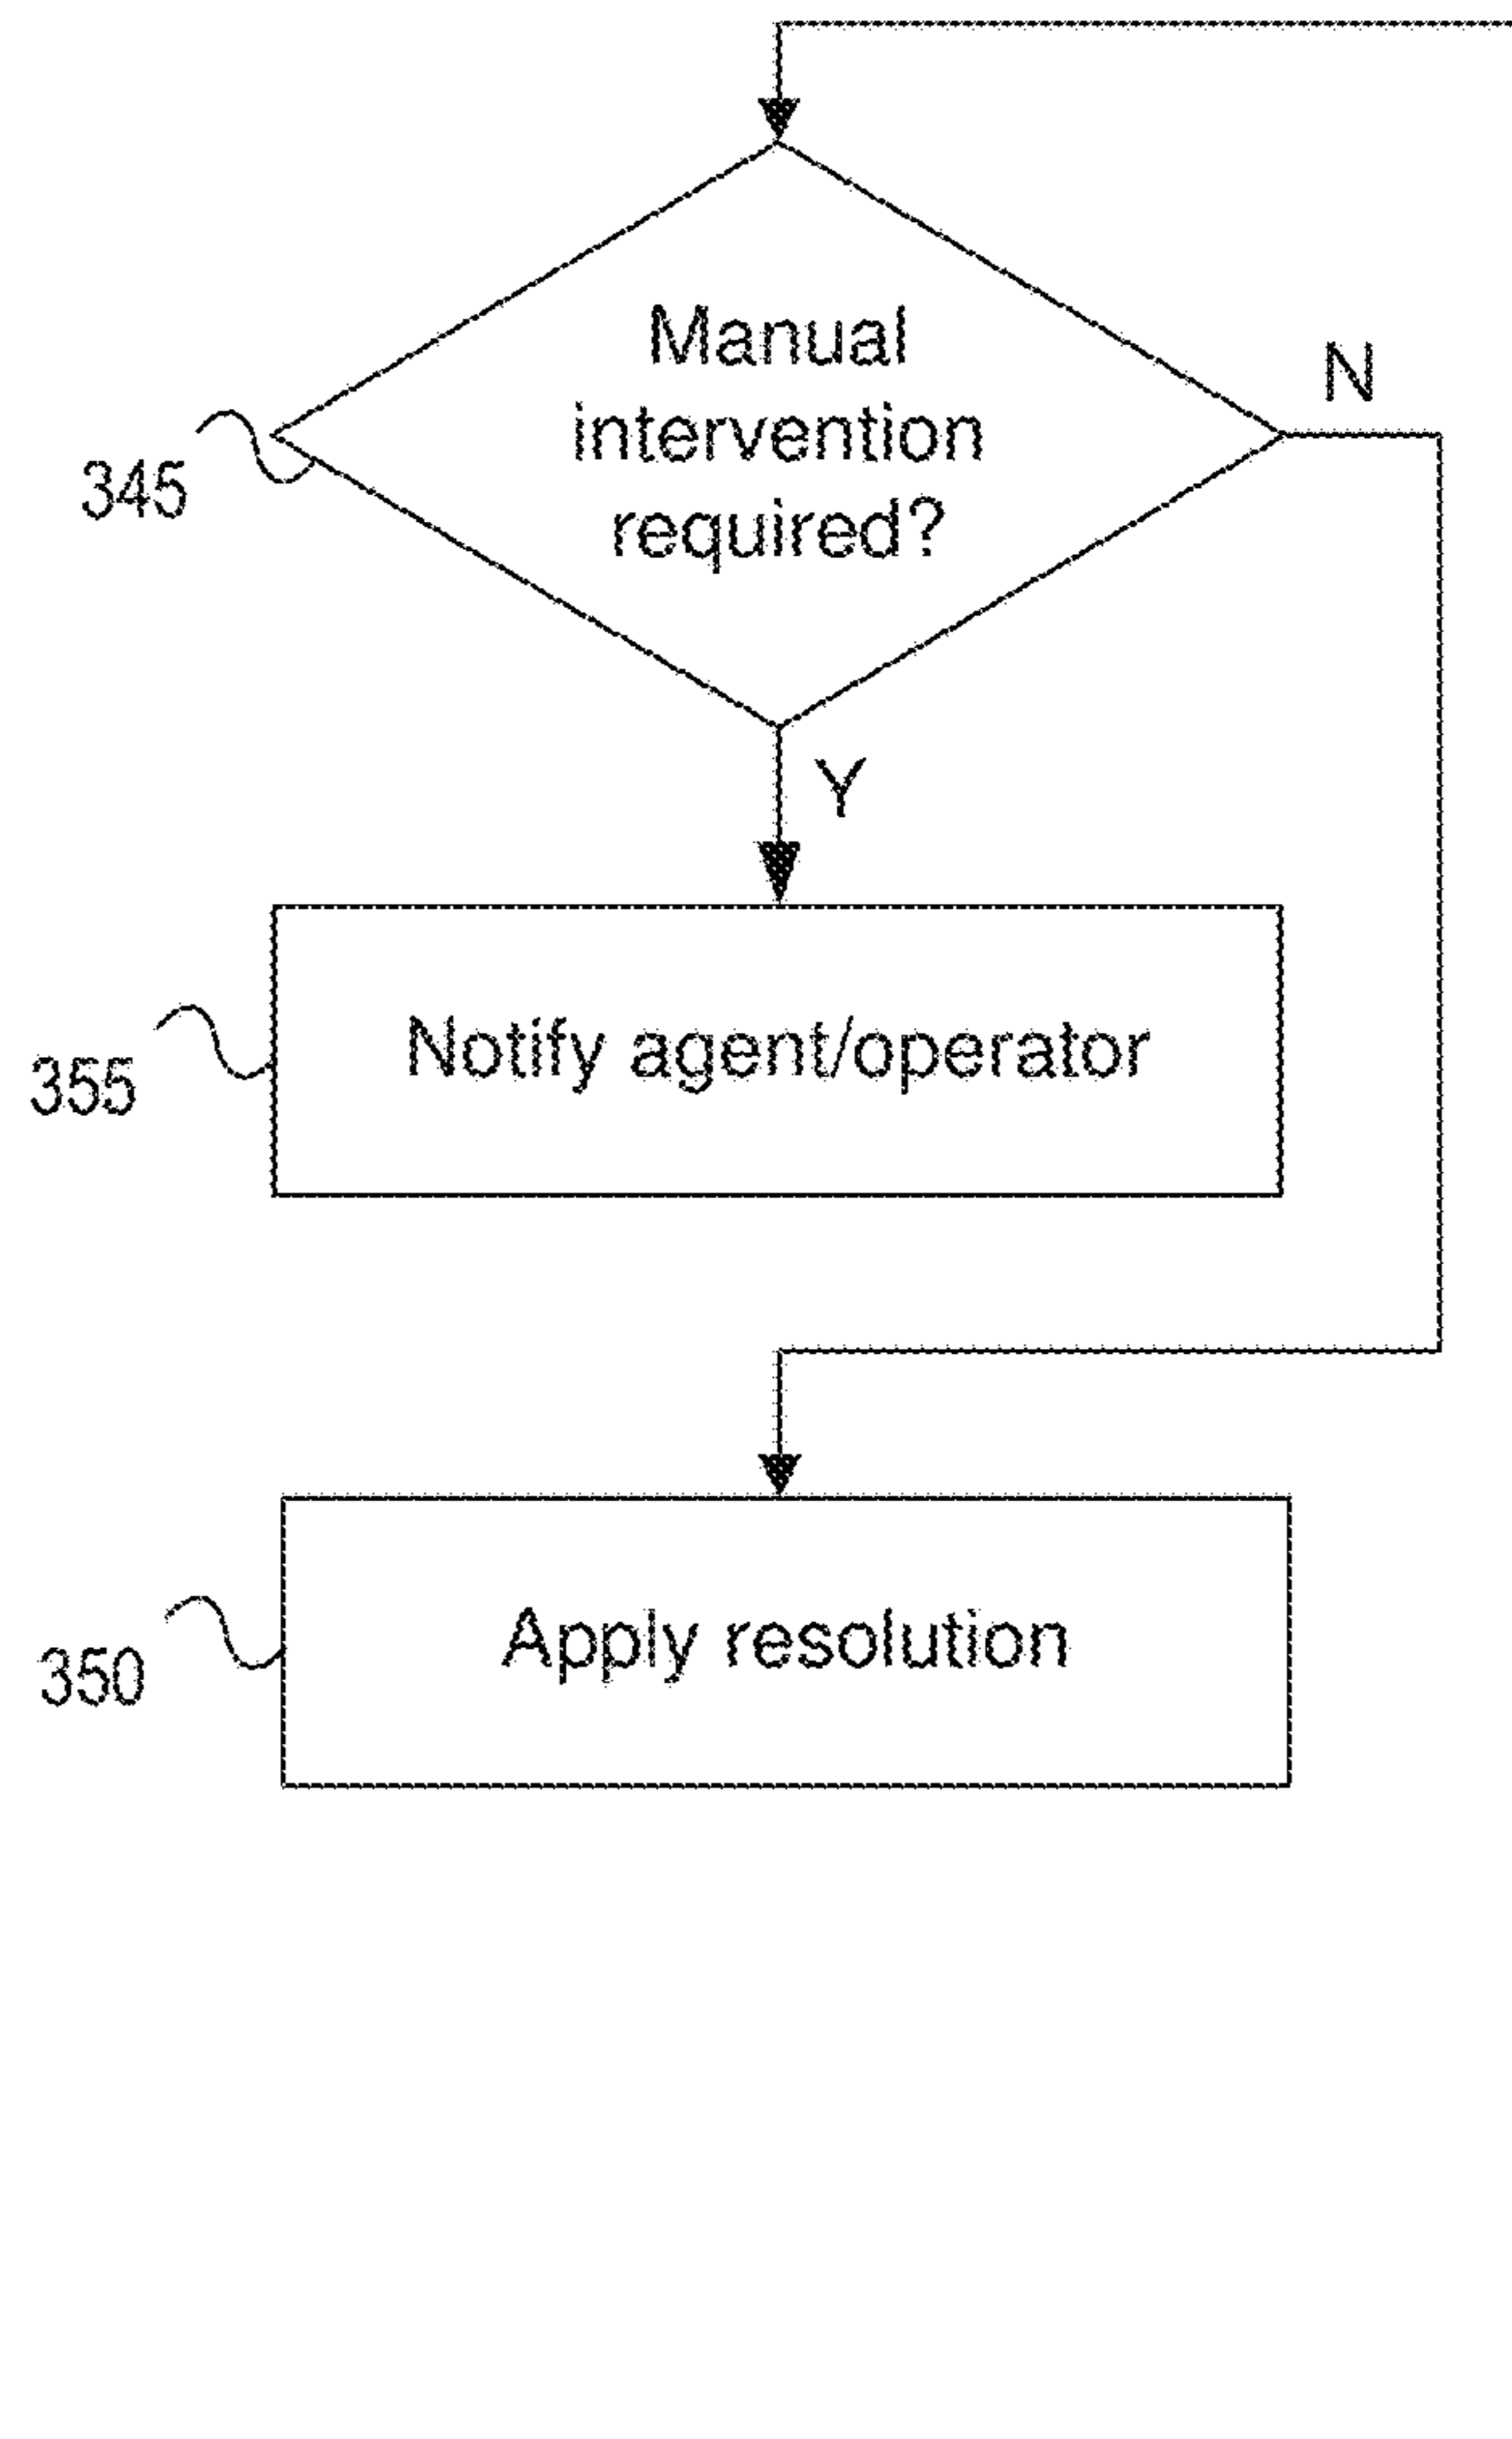 Manual
intervention
required?
N
345
Y
Notify agent/operator
355
Apply resolution
350